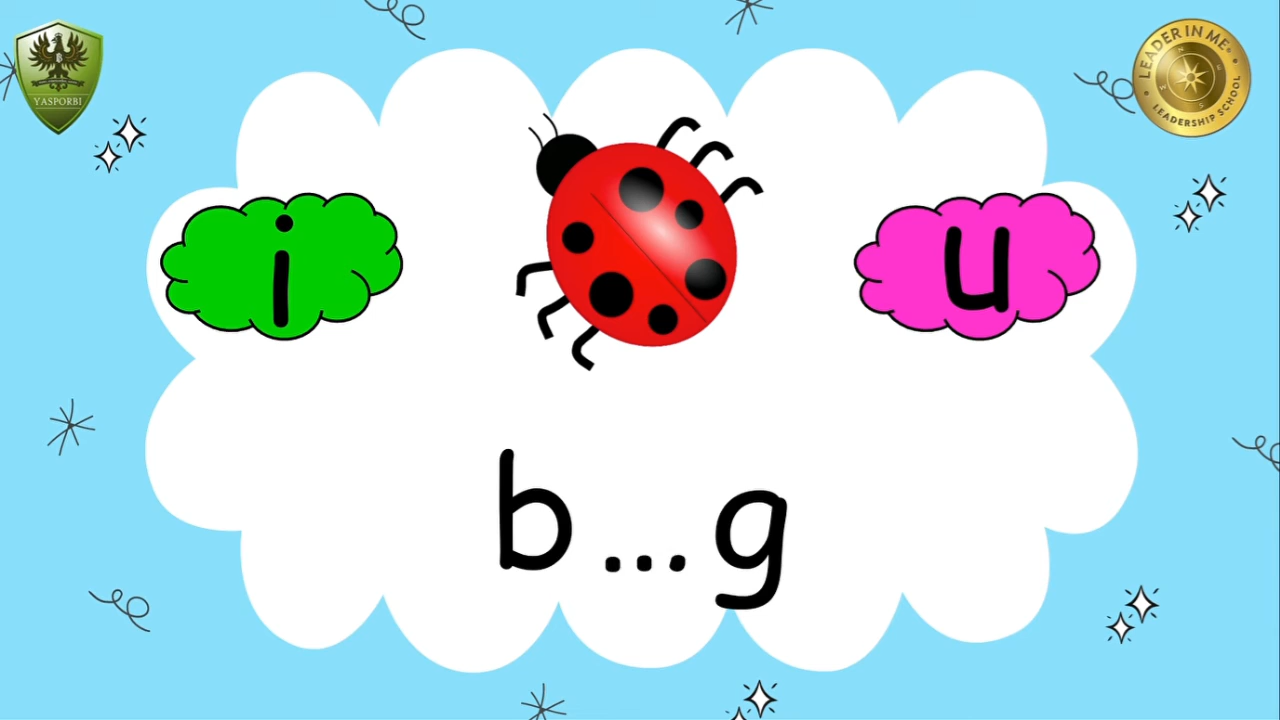 YASPORBI
LEADER IN ME®
LEADERSHIP SCHOOL
i
u
b...g